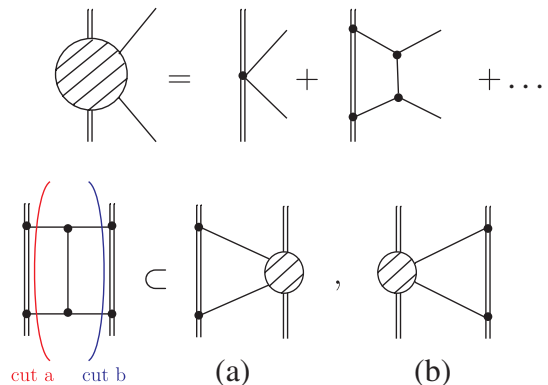 = + + ...
⊂ ,
cut a cut b (a) (b)